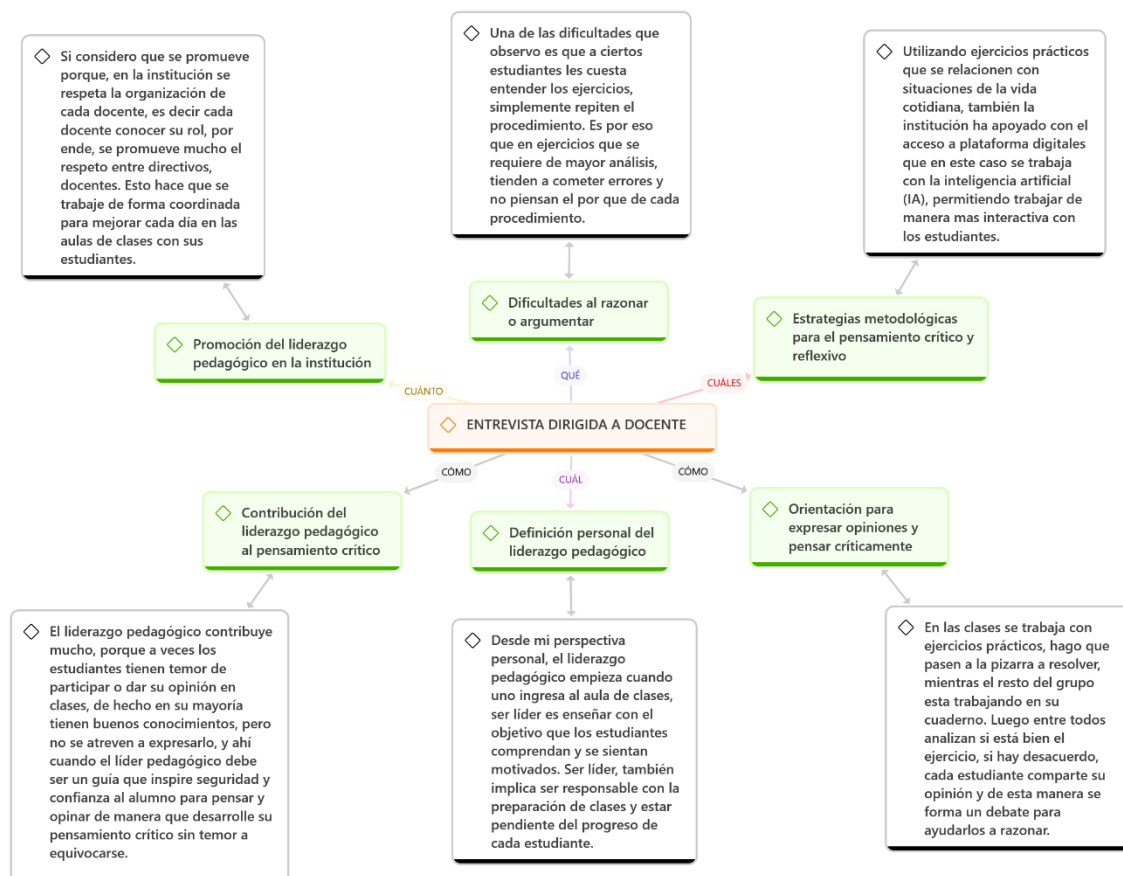 Si considero que se promueve
porque, en la institución se
respeta la organización de
cada docente, es decir cada
docente conocer su rol, por
ende, se promueve mucho el
respeto entre directivos,
docentes. Esto hace que se
trabaje de forma coordinada
para mejorar cada día en las
aulas de clases con sus
estudiantes.
Una de las dificultades que
observo es que a ciertos
estudiantes les cuesta
entender los ejercicios,
simplemente repiten el
procedimiento. Es por eso
que en ejercicios que se
requiere de mayor análisis,
tienden a cometer errores y
no piensan el por que de cada
procedimiento.
Utilizando ejercicios prácticos
que se relacionen con
situaciones de la vida
cotidiana, también la
institución ha apoyado con el
acceso a plataforma digitales
que en este caso se trabaja
con la inteligencia artificial
(IA), permitiendo trabajar de
manera mas interactiva con
los estudiantes.
Promoción del liderazgo
pedagógico en la institución
Dificultades al razonar
o argumentar
Estrategias metodológicas
para el pensamiento crítico y
reflexivo
CUÁNTO
QUÉ
CUÁLES
ENTREVISTA DIRIGIDA A DOCENTE
CÓMO
CUÁL
CÓMO
Contribución del
liderazgo pedagógico
al pensamiento crítico
Definición personal del
liderazgo pedagógico
Orientación para
expresar opiniones y
pensar críticamente
El liderazgo pedagógico contribuye
mucho, porque a veces los
estudiantes tienen temor de
participar o dar su opinión en
clases, de hecho en su mayoría
tienen buenos conocimientos, pero
no se atreven a expresarlo, y ahí
cuando el líder pedagógico debe
ser un guía que inspire seguridad y
confianza al alumno para pensar y
opinar de manera que desarrolle su
pensamiento crítico sin temor a
equivocarse.
Desde mi perspectiva
personal, el liderazgo
pedagógico empieza cuando
uno ingresa al aula de clases,
ser líder es enseñar con el
objetivo que los estudiantes
comprendan y se sientan
motivados. Ser líder, también
implica ser responsable con la
preparación de clases y estar
pendiente del progreso de
cada estudiante.
En las clases se trabaja con
ejercicios prácticos, hago que
pasen a la pizarra a resolver,
mientras el resto del grupo
esta trabajando en su
cuaderno. Luego entre todos
analizan si está bien el
ejercicio, si hay desacuerdo,
cada estudiante comparte su
opinión y de esta manera se
forma un debate para
ayudarlos a razonar.